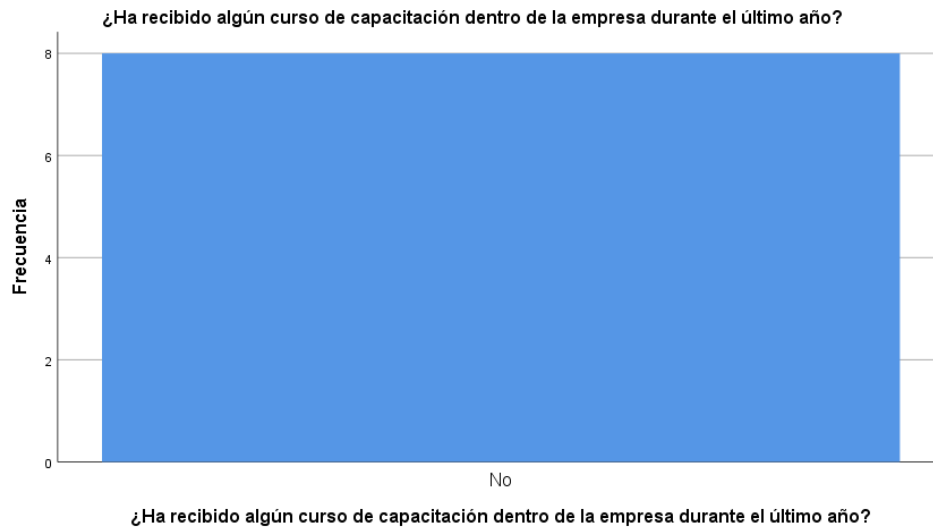 ¿Ha recibido algún curso de capacitación dentro de la empresa durante el último año?
Frecuencia
8
6
4
2
0
No
¿Ha recibido algún curso de capacitación dentro de la empresa durante el último año?